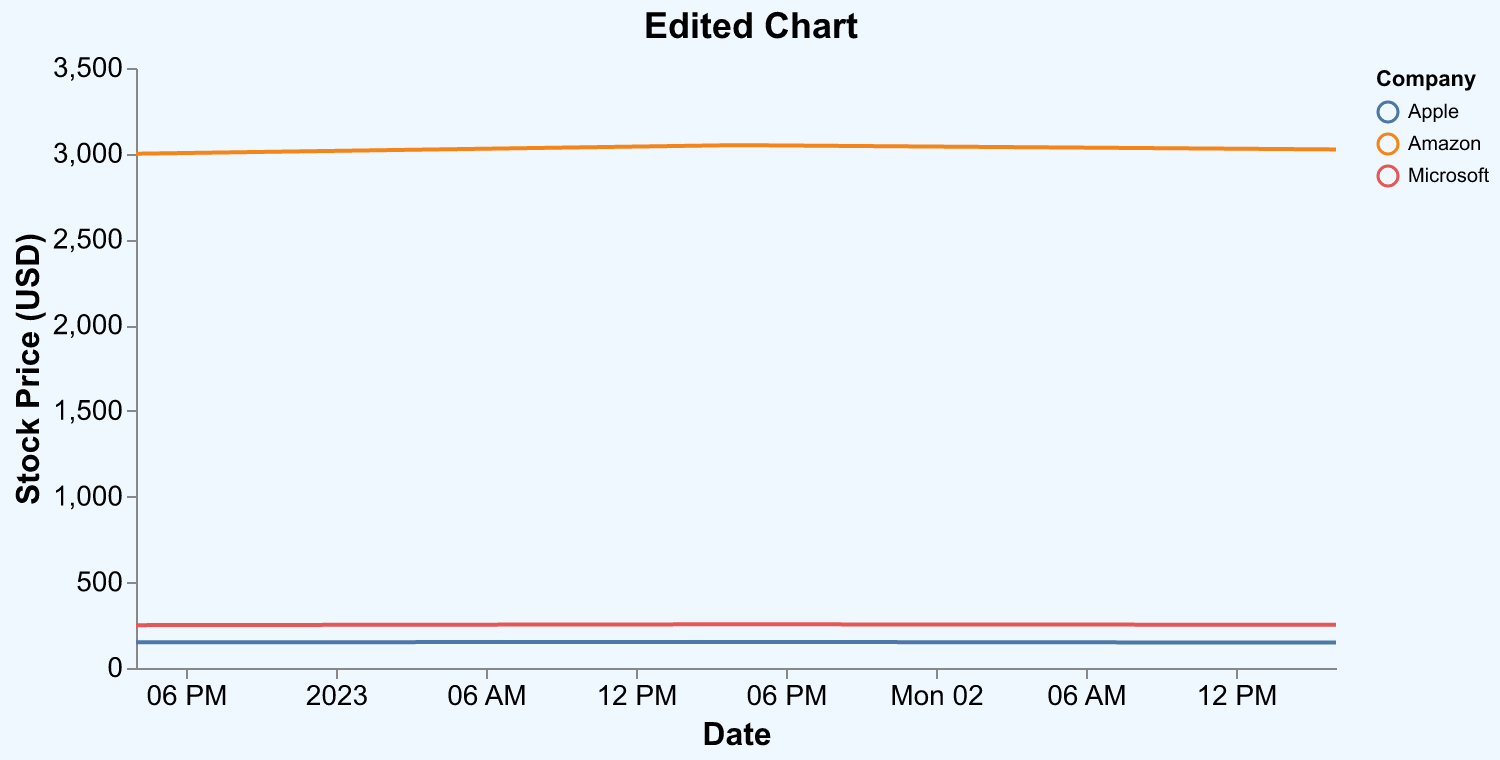 Edited Chart
Stock Price (USD)
3,500
3,000
2,500
2,000
1,500
1,000
500
0
06 PM 2023 06 AM 12 PM 06 PM Mon 02 06 AM 12 PM
Date
Company
Apple
Amazon
Microsoft